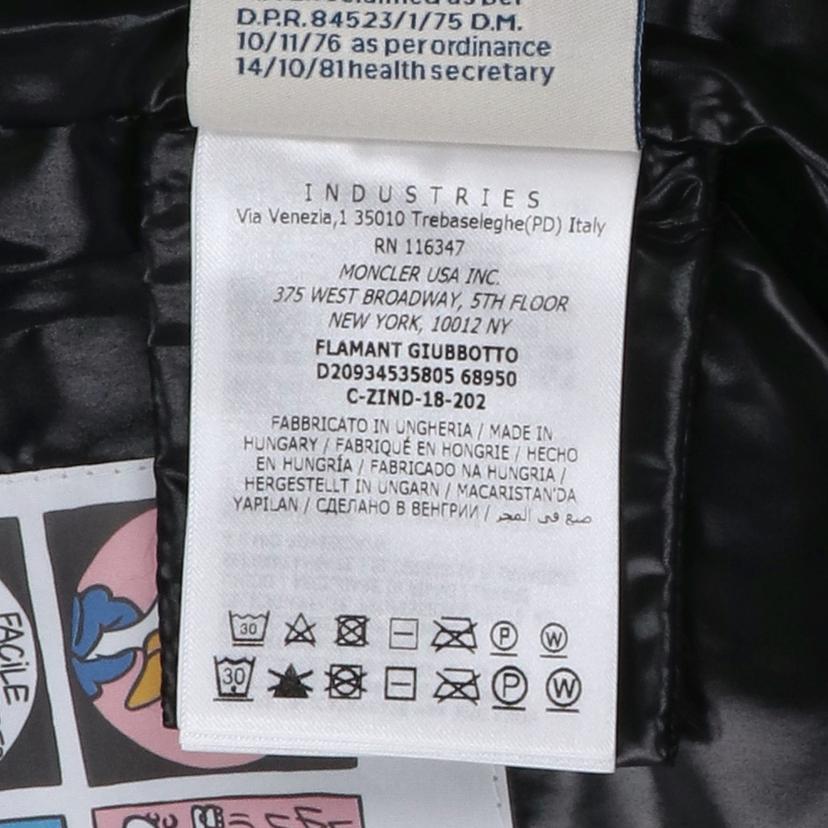 D.P.R.84523/1/75 D.M.
10/11/76 as per ordinance
14/10/81 health secretary
INDUSTRIES
Via Venezia,1 35010 Trebaseleghe(PD) Italy
RN 116347
MONCLER USA INC.
375 WEST BROADWAY, 5TH FLOOR
NEW YORK, 10012 NY
FLAMANT GIUBBOTTO
D20934535805 68950
C-ZIND-18-202
FABBRICATO IN UNGHERIA / MADE IN
HUNGARY / FABRIQUÉ EN HONGRIE / HECHO
EN HUNGRÍA / FABRICADO NA HUNGRIA /
HERGESTELLT IN UNGARN / MACARISTAN'DA
YAPILAN / СДЕЛАНО В ВЕНГРИИ / صنع فى المجر
30 P W
30 P W
FACILE